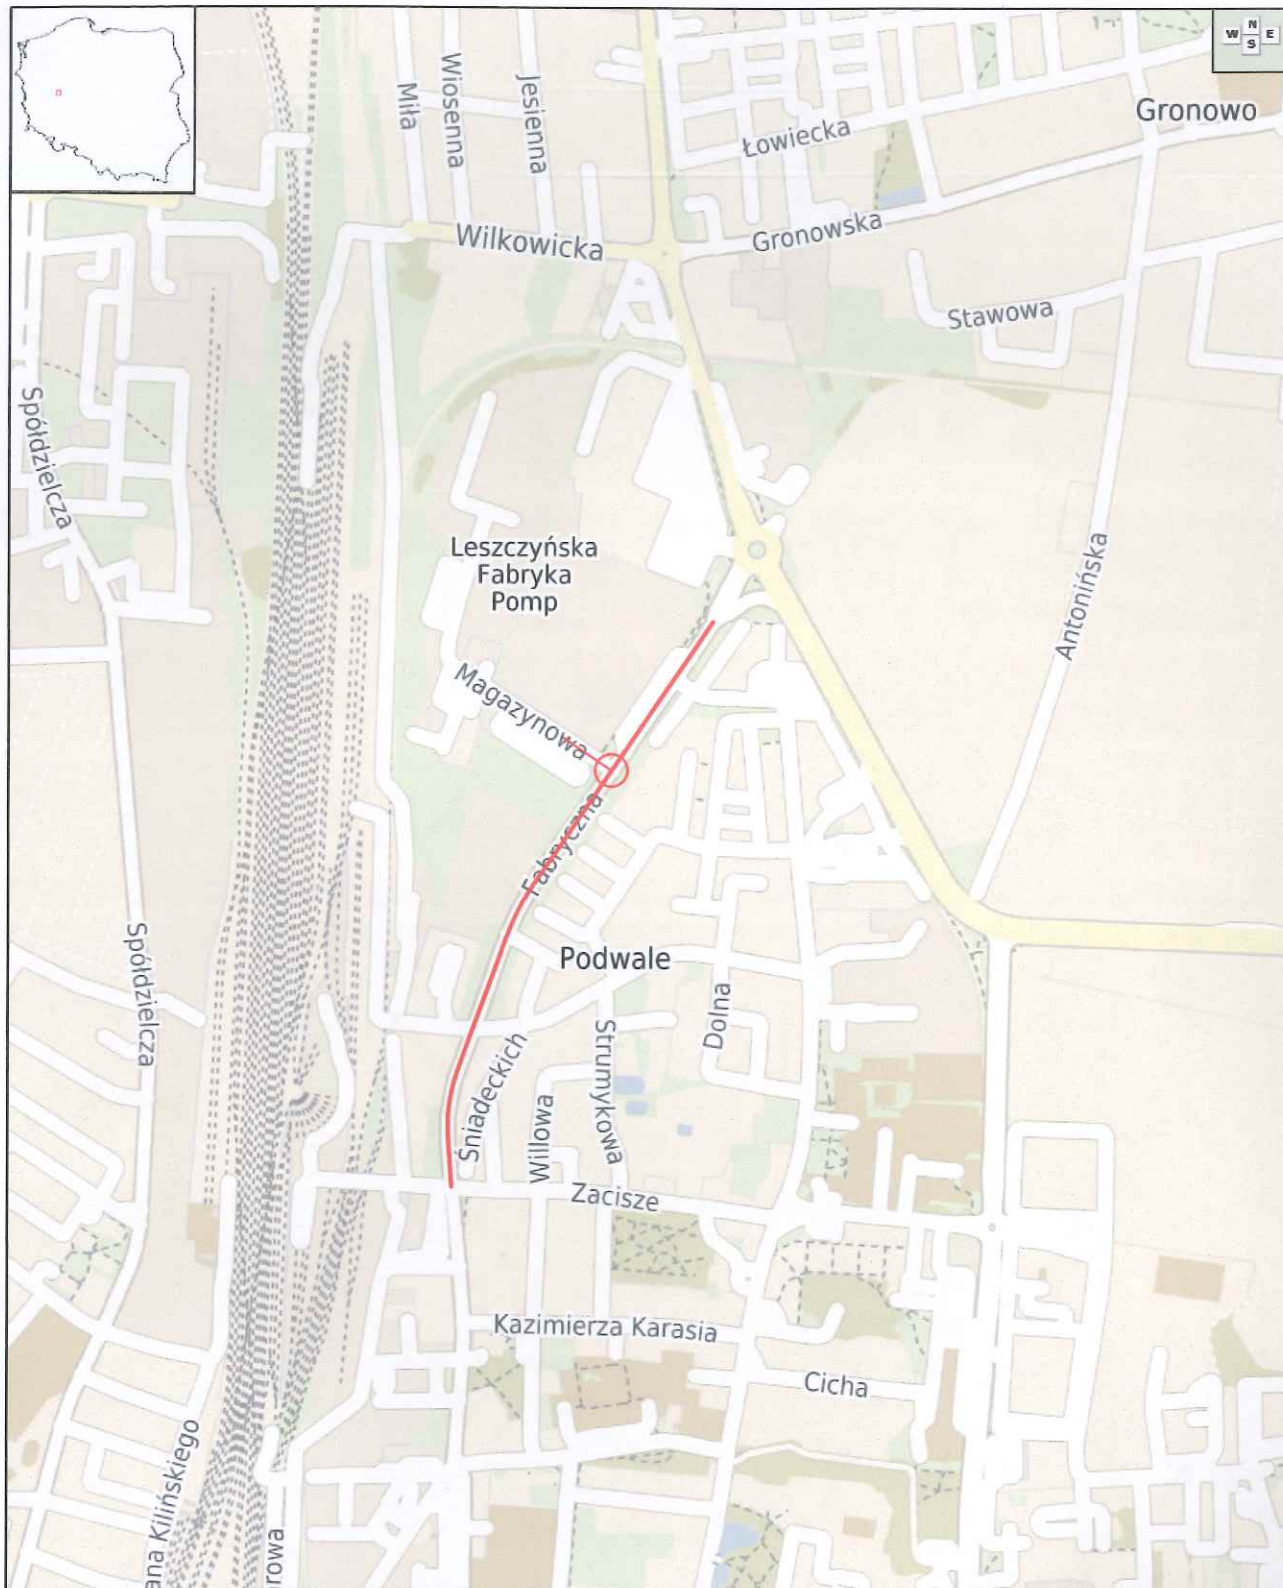 N
W E
S
Gronowo
Miła
Wiosenna
Jesienna
Łowiecka
Wilkowicka
Gronowska
Stawowa
Spółdzielcza
Antonińska
Leszczyńska
Fabryka
Pomp
Magazynowa
Fabryczna
Spółdzielcza
Podwale
Dolna
Śniadeckich
Strumykowa
Willowa
Zacisze
Kazimierza Karasia
Cicha
ana Kilińskiego
rowa